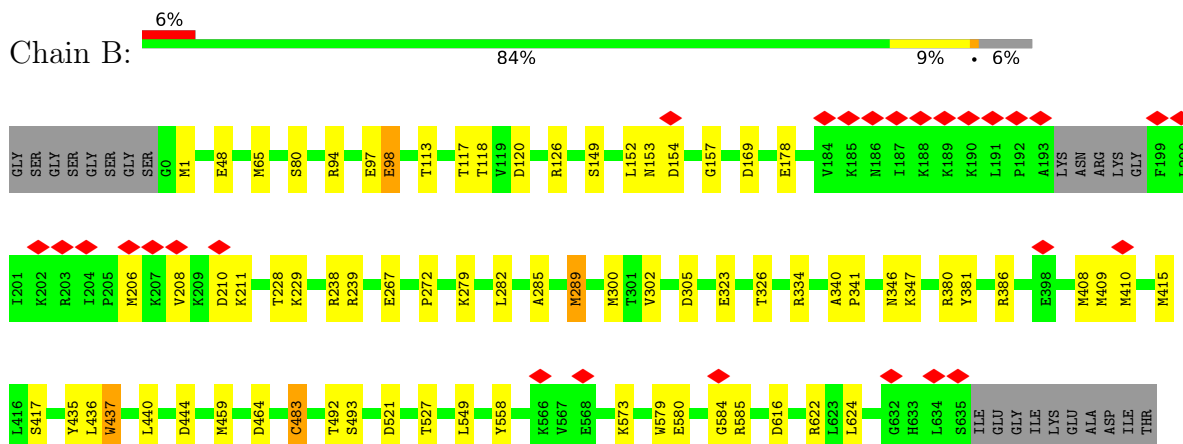 6%
Chain B:
84% 9% • 6%
GLY SER GLY SER GLY SER GLY SER G0 M1 E48 M65 S80 R94 E97 E98 T113 T117 T118 V119 D120 R126 S149 L152 N153 D154 G157 D169 E178 V184 K185 N186 I187 K188 K189 K190 L191 P192 A193 LYS ASN ARG LYS GLY F199
I201 K202 R203 I204 P205 M206 K207 V208 K209 D210 K211 T228 K229 R238 R239 E267 P272 K279 L282 A285 M289 M300 T301 V302 D305 E323 T326 R334 A340 P341 N346 K347 R380 Y381 R386 E398 M408 M409 M410 M415
L416 S417 Y435 L436 W437 L440 D444 M459 D464 C483 T492 S493 D521 T527 L549 Y558 K566 V567 E568 K573 W579 E580 G584 R585 D616 R622 L623 L624 G632 H633 L634 S635 ILE GLU GLY ILE LYS GLU ALA ASP ILE THR